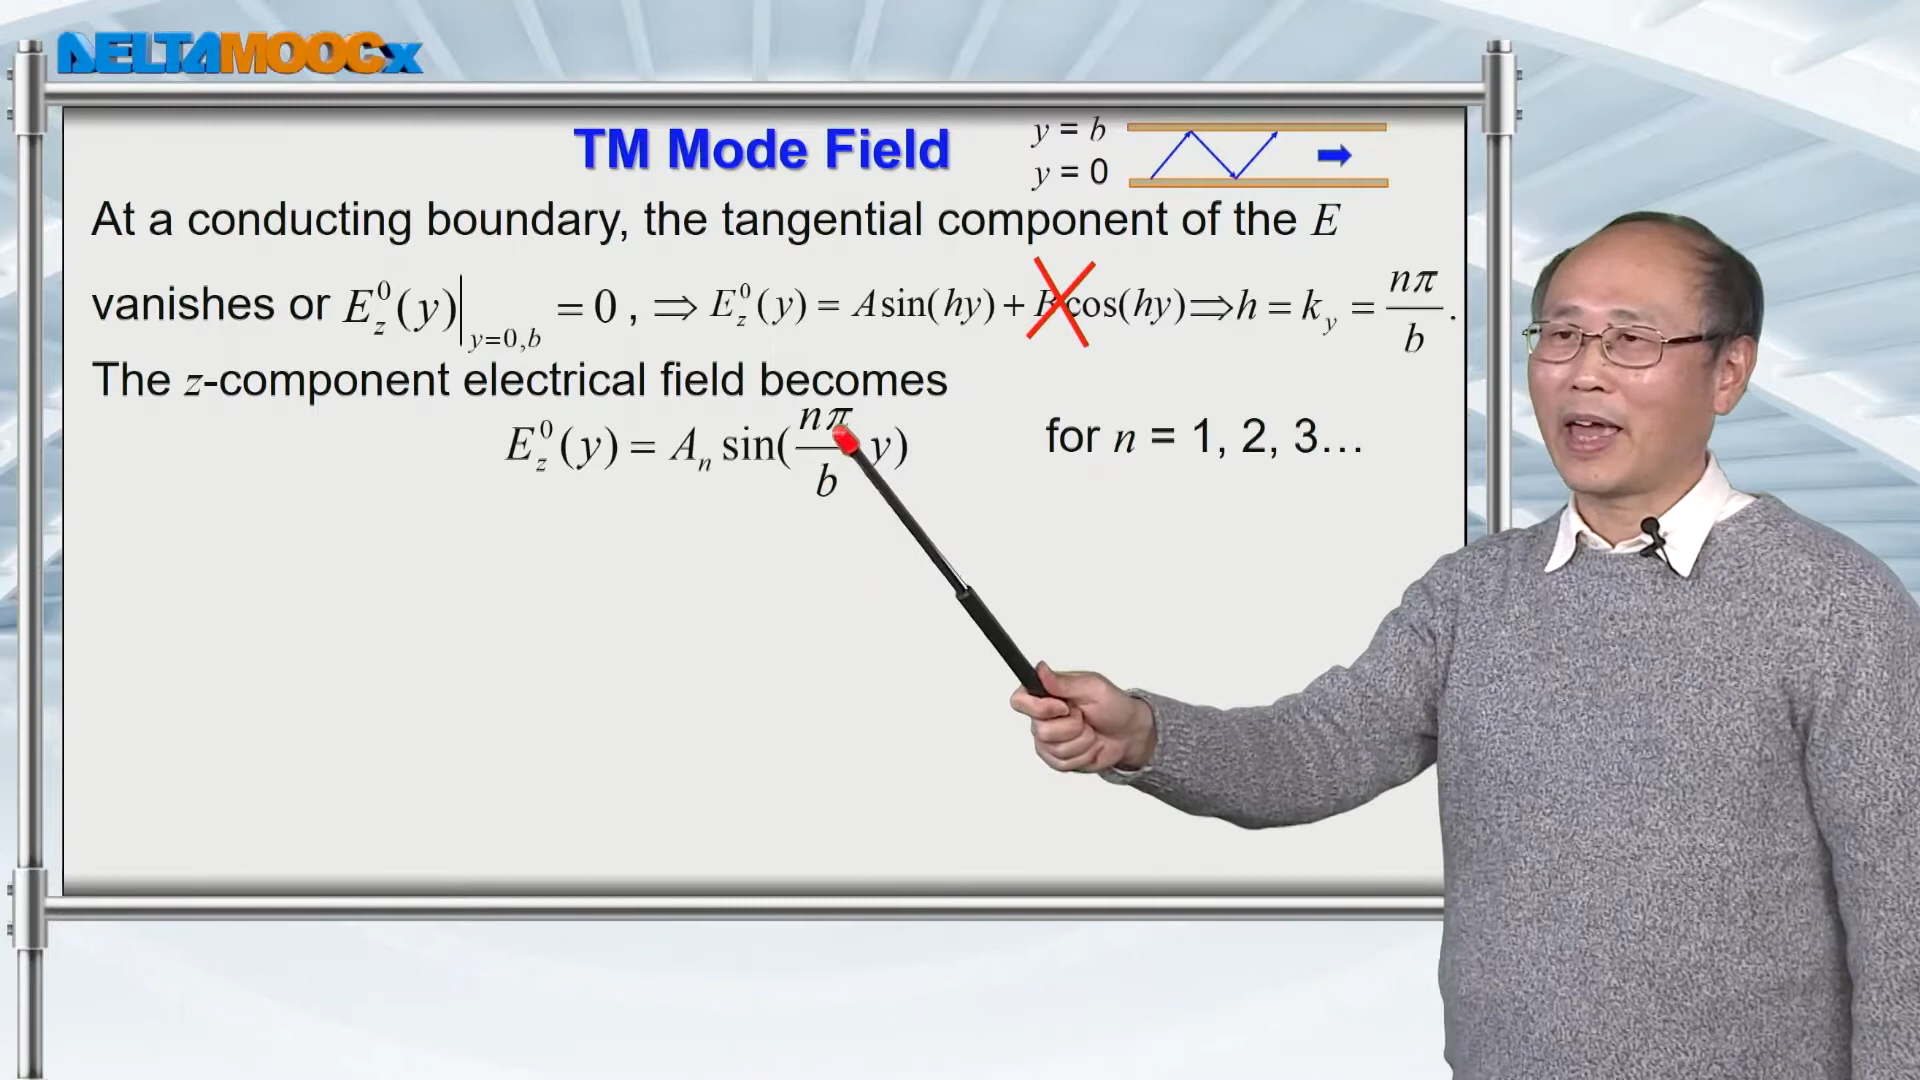 DELTAMOOCx
TM Mode Field
y = b
y = 0
At a conducting boundary, the tangential component of the E
vanishes or E_z^0(y)|_{y=0,b} = 0 , ⇒ E_z^0(y) = A sin(hy) + B cos(hy) ⇒ h = k_y = nπ/b .
The z-component electrical field becomes
E_z^0(y) = A_n sin(nπ/b y) for n = 1, 2, 3…